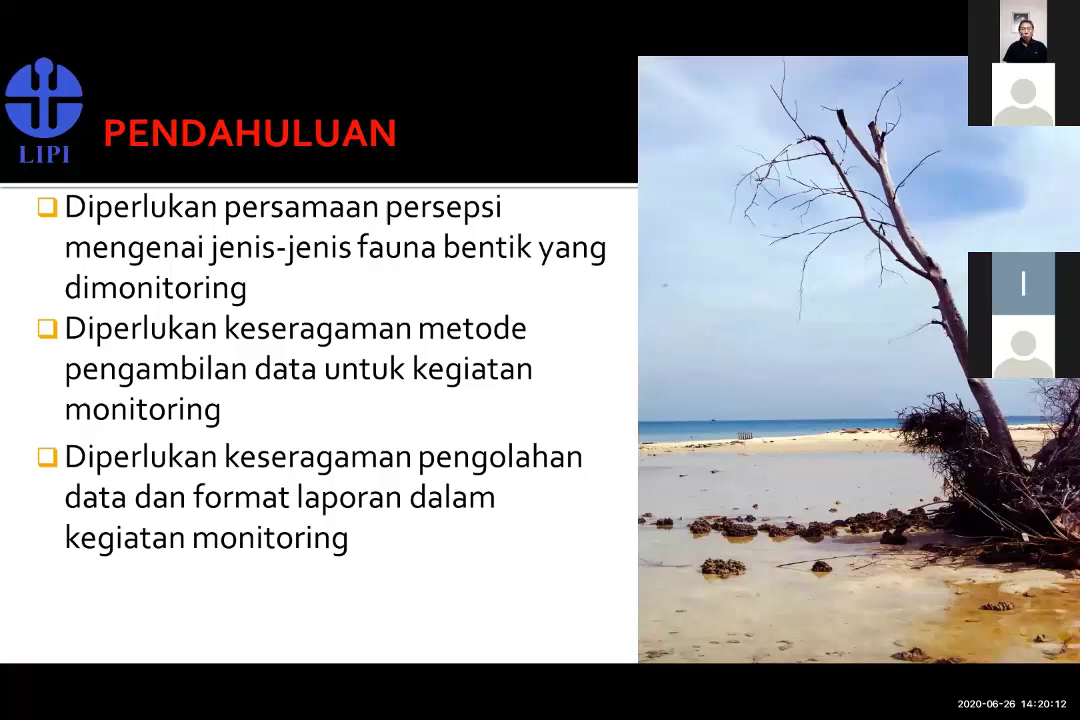 LIPI
PENDAHULUAN
Diperlukan persamaan persepsi
mengenai jenis-jenis fauna bentik yang
dimonitoring
Diperlukan keseragaman metode
pengambilan data untuk kegiatan
monitoring
Diperlukan keseragaman pengolahan
data dan format laporan dalam
kegiatan monitoring
I
2020-06-26 14:20:12